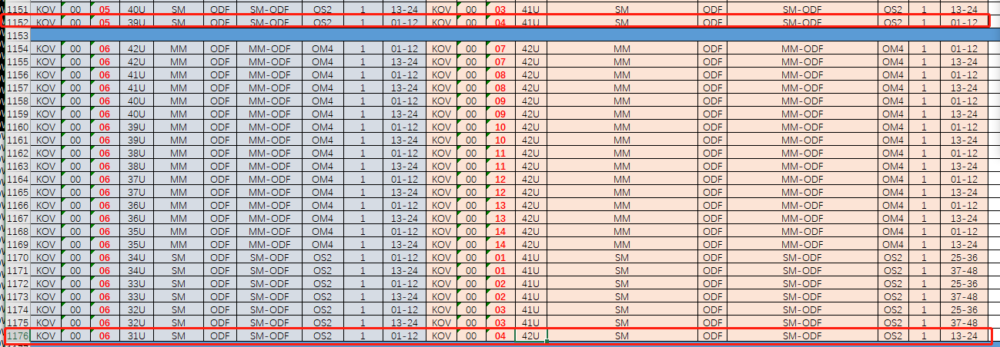 1151 KOV 00 05 40U SM ODF SM-ODF OS2 1 13-24 KOV 00 03 41U SM ODF SM-ODF OS2 1 13-24
1152 KOV 00 05 39U SM ODF SM-ODF OS2 1 01-12 KOV 00 04 41U SM ODF SM-ODF OS2 1 01-12
1153
1154 KOV 00 06 42U MM ODF MM-ODF OM4 1 01-12 KOV 00 07 42U MM ODF MM-ODF OM4 1 01-12
1155 KOV 00 06 42U MM ODF MM-ODF OM4 1 13-24 KOV 00 07 42U MM ODF MM-ODF OM4 1 13-24
1156 KOV 00 06 41U MM ODF MM-ODF OM4 1 01-12 KOV 00 08 42U MM ODF MM-ODF OM4 1 01-12
1157 KOV 00 06 41U MM ODF MM-ODF OM4 1 13-24 KOV 00 08 42U MM ODF MM-ODF OM4 1 13-24
1158 KOV 00 06 40U MM ODF MM-ODF OM4 1 01-12 KOV 00 09 42U MM ODF MM-ODF OM4 1 01-12
1159 KOV 00 06 40U MM ODF MM-ODF OM4 1 13-24 KOV 00 09 42U MM ODF MM-ODF OM4 1 13-24
1160 KOV 00 06 39U MM ODF MM-ODF OM4 1 01-12 KOV 00 10 42U MM ODF MM-ODF OM4 1 01-12
1161 KOV 00 06 39U MM ODF MM-ODF OM4 1 13-24 KOV 00 10 42U MM ODF MM-ODF OM4 1 13-24
1162 KOV 00 06 38U MM ODF MM-ODF OM4 1 01-12 KOV 00 11 42U MM ODF MM-ODF OM4 1 01-12
1163 KOV 00 06 38U MM ODF MM-ODF OM4 1 13-24 KOV 00 11 42U MM ODF MM-ODF OM4 1 13-24
1164 KOV 00 06 37U MM ODF MM-ODF OM4 1 01-12 KOV 00 12 42U MM ODF MM-ODF OM4 1 01-12
1165 KOV 00 06 37U MM ODF MM-ODF OM4 1 13-24 KOV 00 12 42U MM ODF MM-ODF OM4 1 13-24
1166 KOV 00 06 36U MM ODF MM-ODF OM4 1 01-12 KOV 00 13 42U MM ODF MM-ODF OM4 1 01-12
1167 KOV 00 06 36U MM ODF MM-ODF OM4 1 13-24 KOV 00 13 42U MM ODF MM-ODF OM4 1 13-24
1168 KOV 00 06 35U MM ODF MM-ODF OM4 1 01-12 KOV 00 14 42U MM ODF MM-ODF OM4 1 01-12
1169 KOV 00 06 35U MM ODF MM-ODF OM4 1 13-24 KOV 00 14 42U MM ODF MM-ODF OM4 1 13-24
1170 KOV 00 06 34U SM ODF SM-ODF OS2 1 01-12 KOV 00 01 41U SM ODF SM-ODF OS2 1 25-36
1171 KOV 00 06 34U SM ODF SM-ODF OS2 1 13-24 KOV 00 01 41U SM ODF SM-ODF OS2 1 37-48
1172 KOV 00 06 33U SM ODF SM-ODF OS2 1 01-12 KOV 00 02 41U SM ODF SM-ODF OS2 1 25-36
1173 KOV 00 06 33U SM ODF SM-ODF OS2 1 13-24 KOV 00 02 41U SM ODF SM-ODF OS2 1 37-48
1174 KOV 00 06 32U SM ODF SM-ODF OS2 1 01-12 KOV 00 03 41U SM ODF SM-ODF OS2 1 25-36
1175 KOV 00 06 32U SM ODF SM-ODF OS2 1 13-24 KOV 00 03 41U SM ODF SM-ODF OS2 1 37-48
1176 KOV 00 06 31U SM ODF SM-ODF OS2 1 01-12 KOV 00 04 42U SM ODF SM-ODF OS2 1 13-24